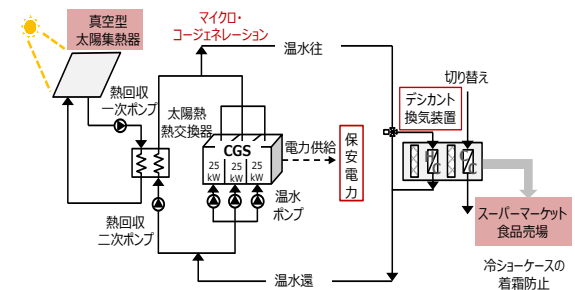 真空型
太陽集熱器
マイクロ・
コージェネレーション
温水往
熱回収
一次ポンプ
太陽熱
熱交換器
CGS
25
kW
25
kW
25
kW
電力供給
保安電力
切り替え
デシカント
換気装置
温水
ポンプ
熱回収
二次ポンプ
温水還
スーパーマーケット
食品売場
冷ショーケースの
着霜防止